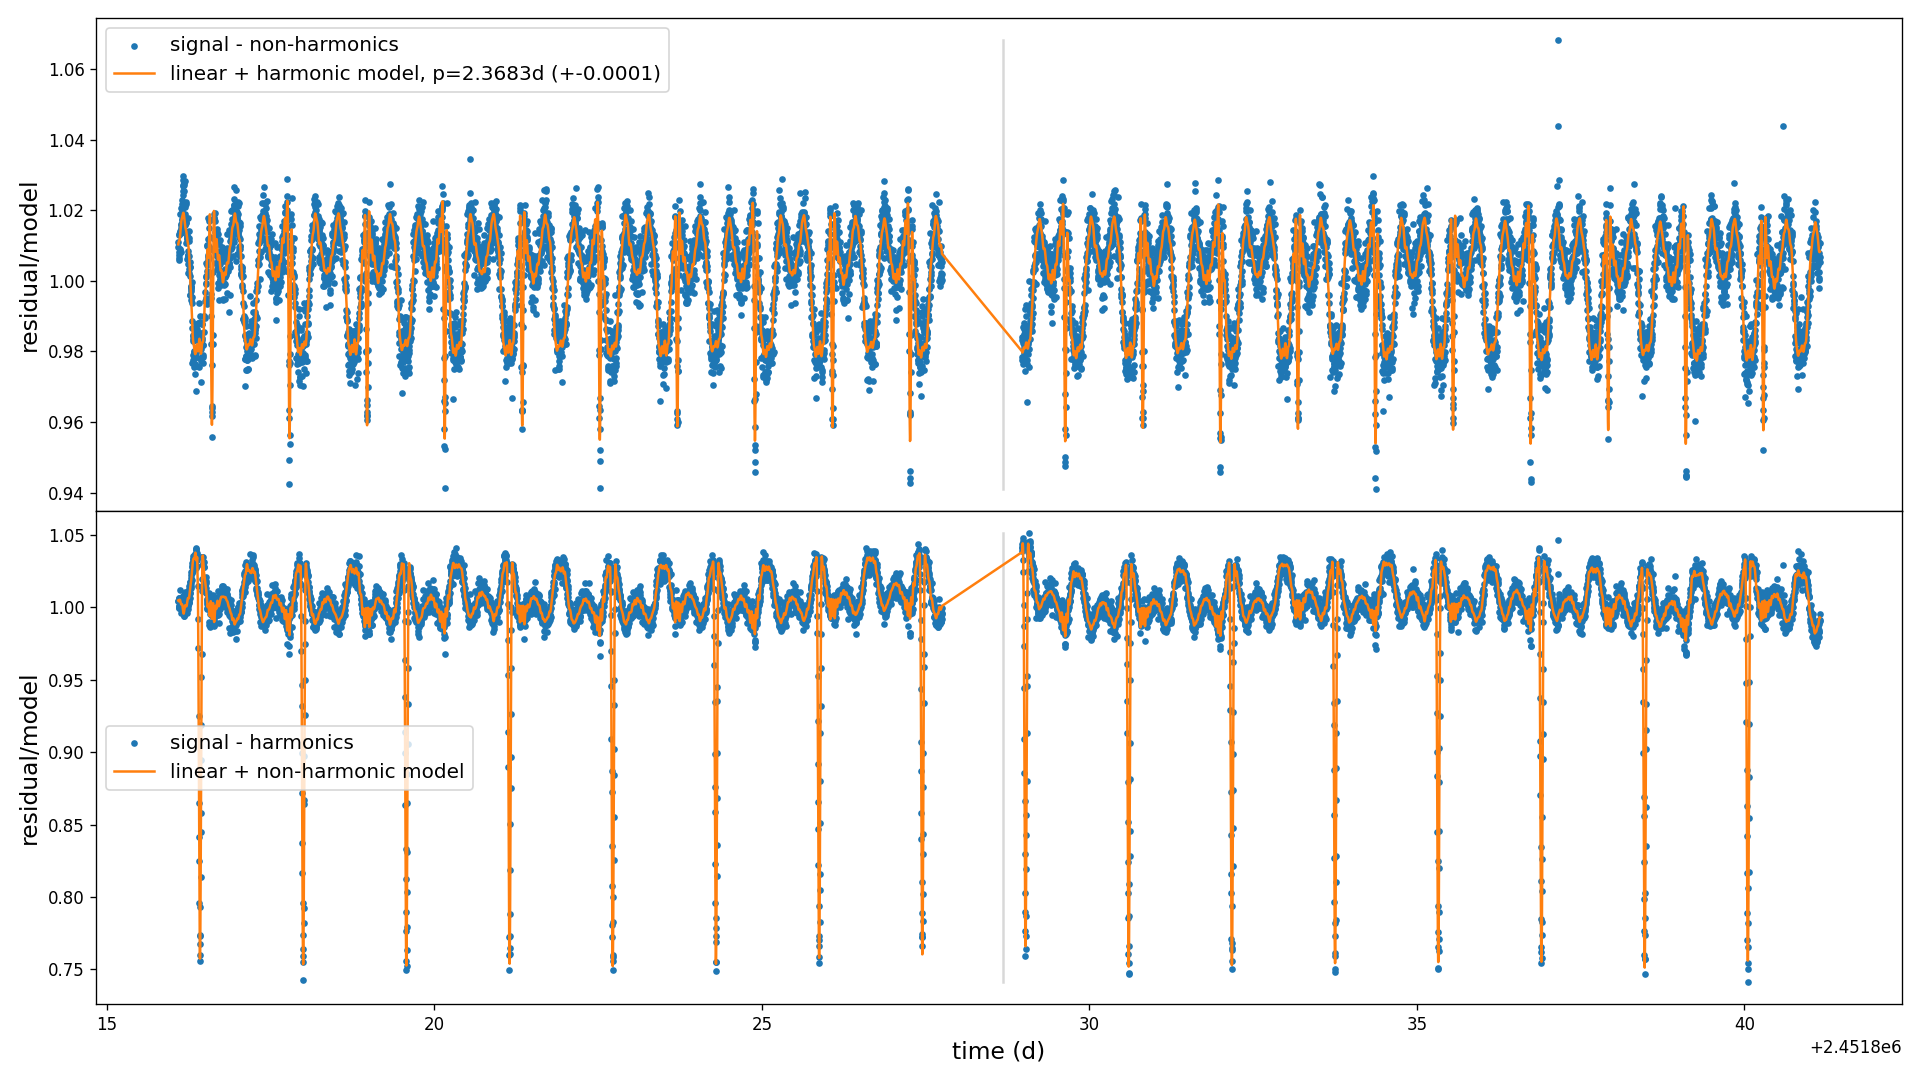 signal - non-harmonics
linear + harmonic model, p=2.3683d (+-0.0001)
residual/model
1.06
1.04
1.02
1.00
0.98
0.96
0.94
signal - harmonics
linear + non-harmonic model
residual/model
1.05
1.00
0.95
0.90
0.85
0.80
0.75
15
20
25
30
35
40
time (d)
+2.4518e6